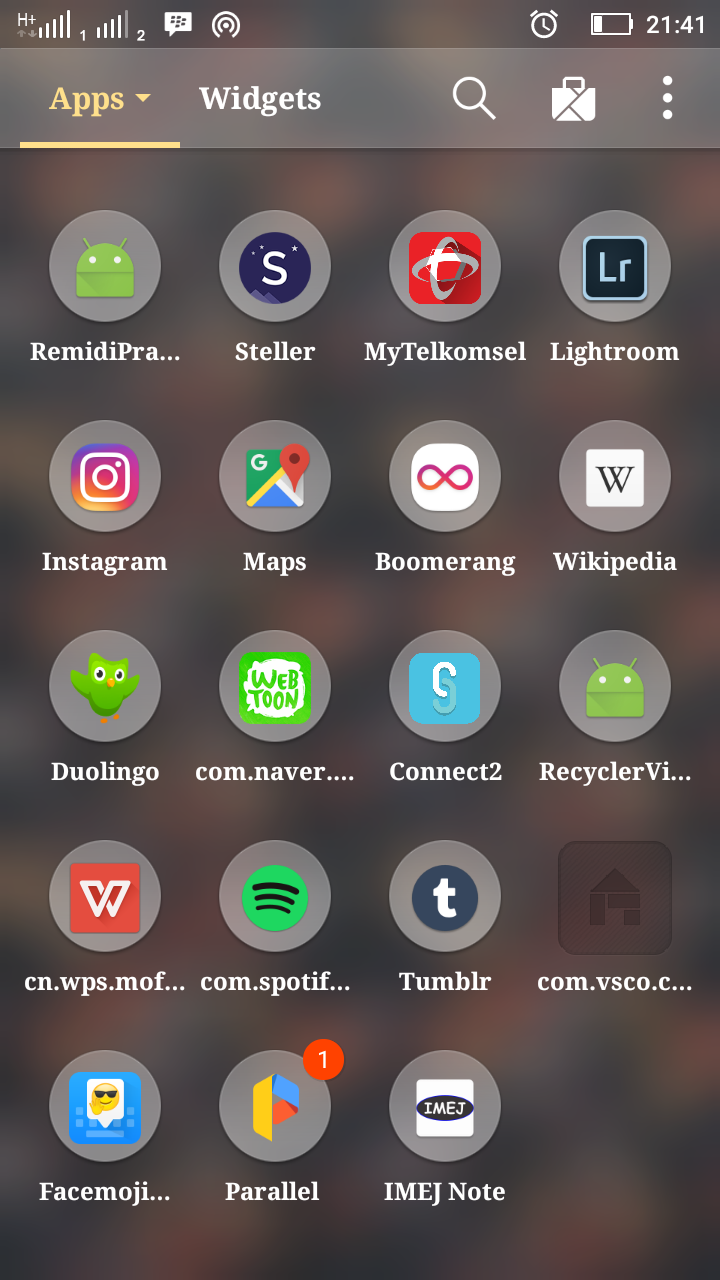 H+ 1 2 21:41
Apps Widgets
S Lr
RemidiPra... Steller MyTelkomsel Lightroom
G W
Instagram Maps Boomerang Wikipedia
WEB
TOON
Duolingo com.naver.... Connect2 RecyclerVi...
W t
cn.wps.mof... com.spotif... Tumblr com.vsco.c...
1
IMEJ
Facemoji... Parallel IMEJ Note